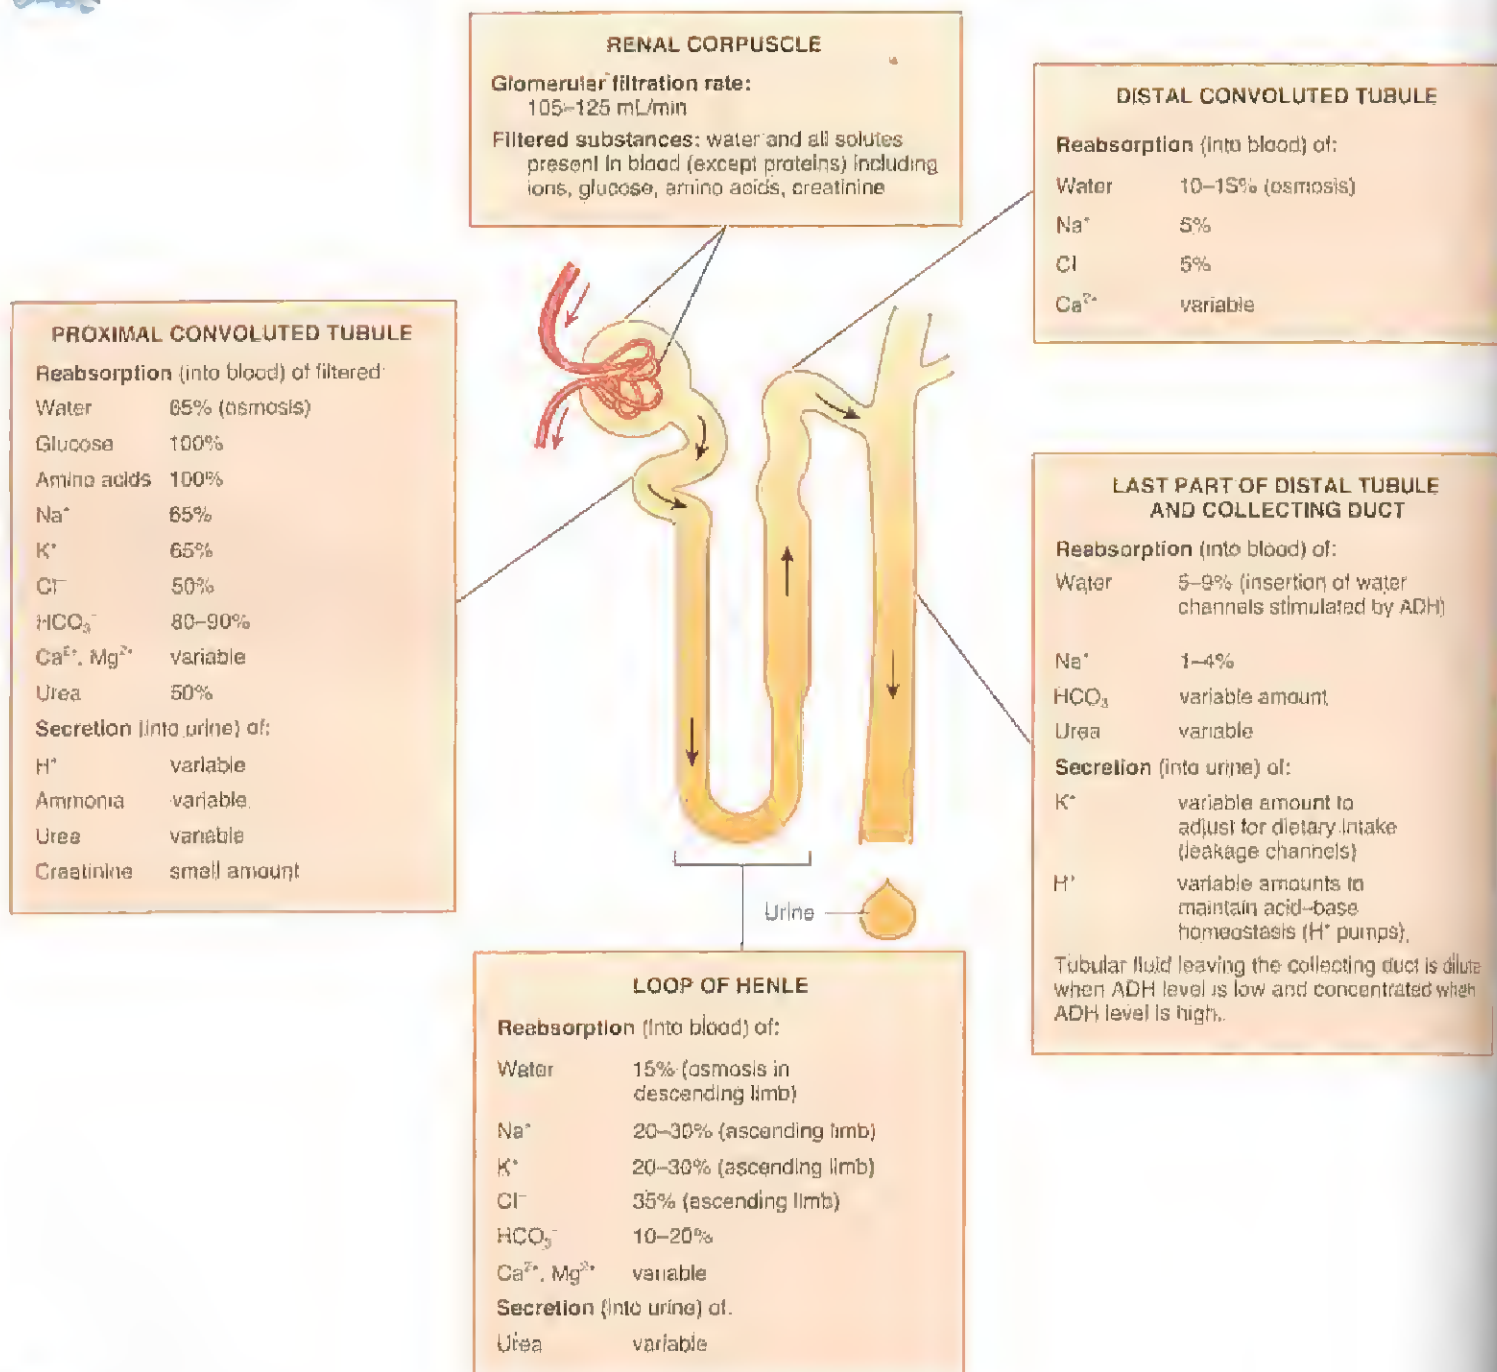 RENAL CORPUSCLE
Glomerular filtration rate:
105–125 mL/min
Filtered substances: water and all solutes
present in blood (except proteins) including
ions, glucose, amino acids, creatinine
DISTAL CONVOLUTED TUBULE
Reabsorption (into blood) of:
Water 10–15% (osmosis)
Na⁺ 5%
Cl 5%
Ca²⁺ variable
PROXIMAL CONVOLUTED TUBULE
Reabsorption (into blood) of filtered:
Water 65% (osmosis)
Glucose 100%
Amino acids 100%
Na⁺ 65%
K⁺ 65%
Cl⁻ 50%
HCO₃⁻ 80–90%
Ca²⁺, Mg²⁺ variable
Urea 50%
Secretion (into urine) of:
H⁺ variable
Ammonia variable
Urea variable
Creatinine small amount
LAST PART OF DISTAL TUBULE
AND COLLECTING DUCT
Reabsorption (into blood) of:
Water 5–9% (insertion of water
channels stimulated by ADH)
Na⁺ 1–4%
HCO₃ variable amount
Urea variable
Secretion (into urine) of:
K⁺ variable amount to
adjust for dietary intake
(leakage channels)
H⁺ variable amounts to
maintain acid–base
homeostasis (H⁺ pumps)
Tubular fluid leaving the collecting duct is dilute
when ADH level is low and concentrated when
ADH level is high.
Urine
LOOP OF HENLE
Reabsorption (into blood) of:
Water 15% (osmosis in
descending limb)
Na⁺ 20–30% (ascending limb)
K⁺ 20–30% (ascending limb)
Cl⁻ 35% (ascending limb)
HCO₃⁻ 10–20%
Ca²⁺, Mg²⁺ variable
Secretion (into urine) of:
Urea variable